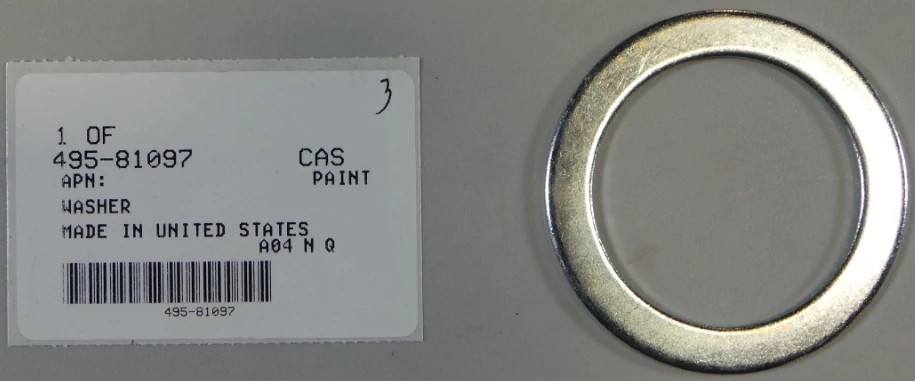 3
1 OF
495-81097 CAS
APN: PAINT
WASHER
MADE IN UNITED STATES
A04 N Q
495-81097